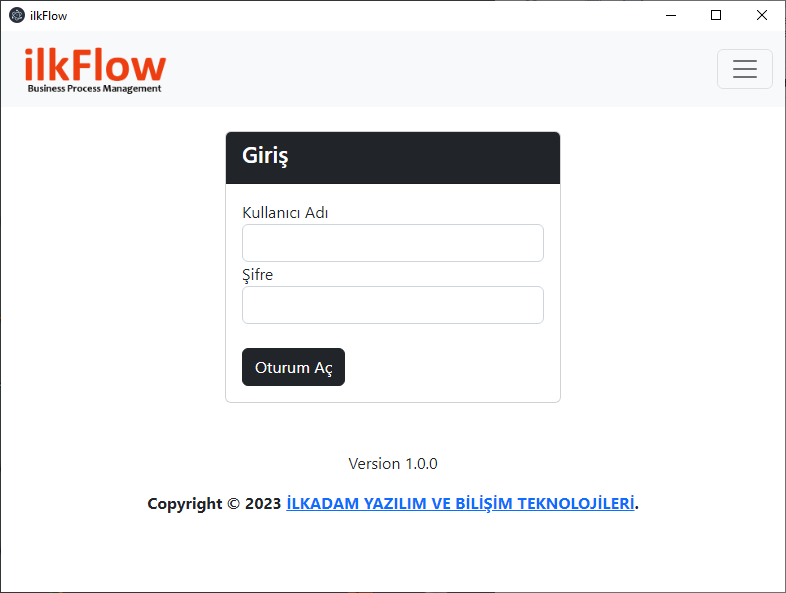 ilkFlow
ilkFlow
Business Process Management
Giriş
Kullanıcı Adı
Şifre
Oturum Aç
Version 1.0.0
Copyright © 2023 İLKADAM YAZILIM VE BİLİŞİM TEKNOLOJİLERİ.